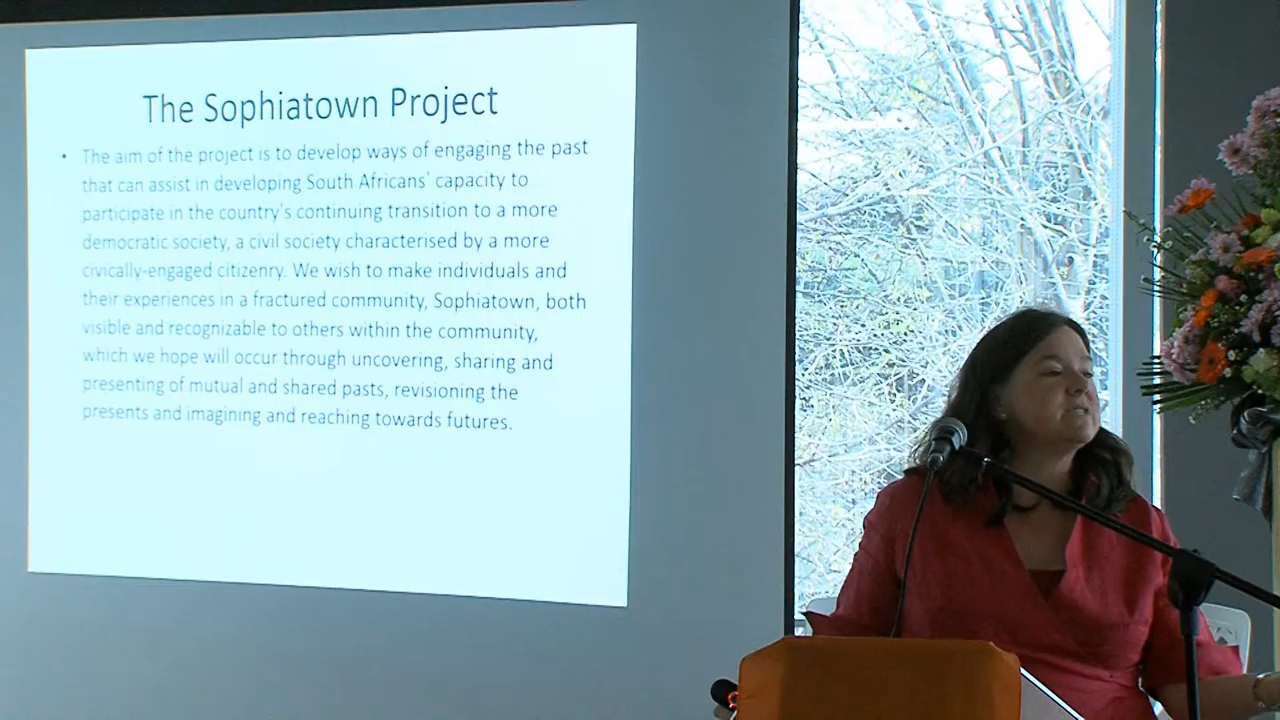 The Sophiatown Project
• The aim of the project is to develop ways of engaging the past
that can assist in developing South Africans' capacity to
participate in the country's continuing transition to a more
democratic society, a civil society characterised by a more
civically-engaged citizenry. We wish to make individuals and
their experiences in a fractured community, Sophiatown, both
visible and recognizable to others within the community,
which we hope will occur through uncovering, sharing and
presenting of mutual and shared pasts, revisioning the
presents and imagining and reaching towards futures.